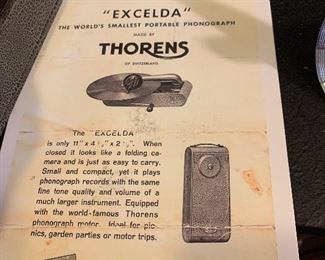 "EXCELDA"
THE WORLD'S SMALLEST PORTABLE PHONOGRAPH
MADE BY
THORENS
OF SWITZERLAND
The "EXCELDA"
is only 11" x 4 " x 2 ". When
closed it looks like a folding ca-
mera and is just as easy to carry.
Small and compact, yet it plays
phonograph records with the same
fine tone quality and volume of a
much larger instrument. Equipped
with the world-famous Thorens
phonograph motor. Ideal for pic-
nics, garden parties or motor trips.